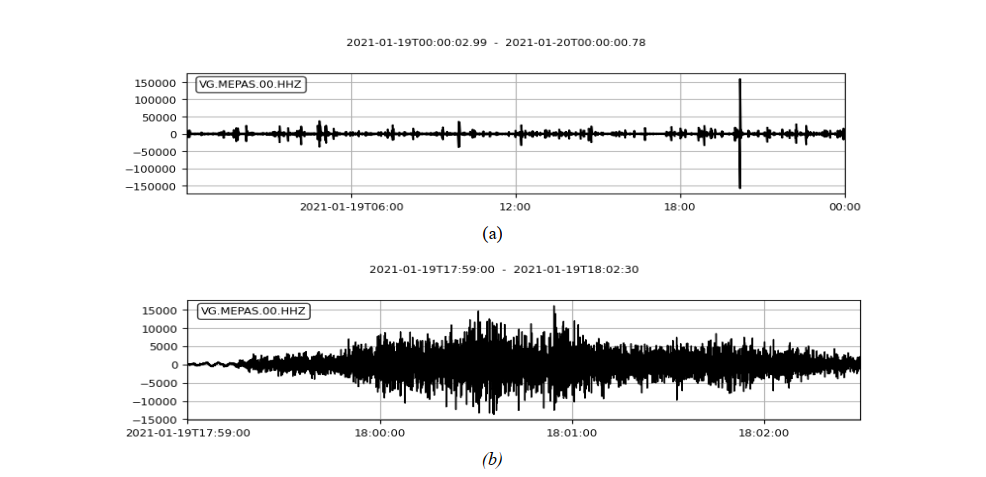 2021-01-19T00:00:02.99 - 2021-01-20T00:00:00.78
VG.MEPAS.00.HHZ
150000
100000
50000
0
−50000
−100000
−150000
2021-01-19T06:00 12:00 18:00 00:00
(a)
2021-01-19T17:59:00 - 2021-01-19T18:02:30
VG.MEPAS.00.HHZ
15000
10000
5000
0
−5000
−10000
−15000
2021-01-19T17:59:00 18:00:00 18:01:00 18:02:00
(b)